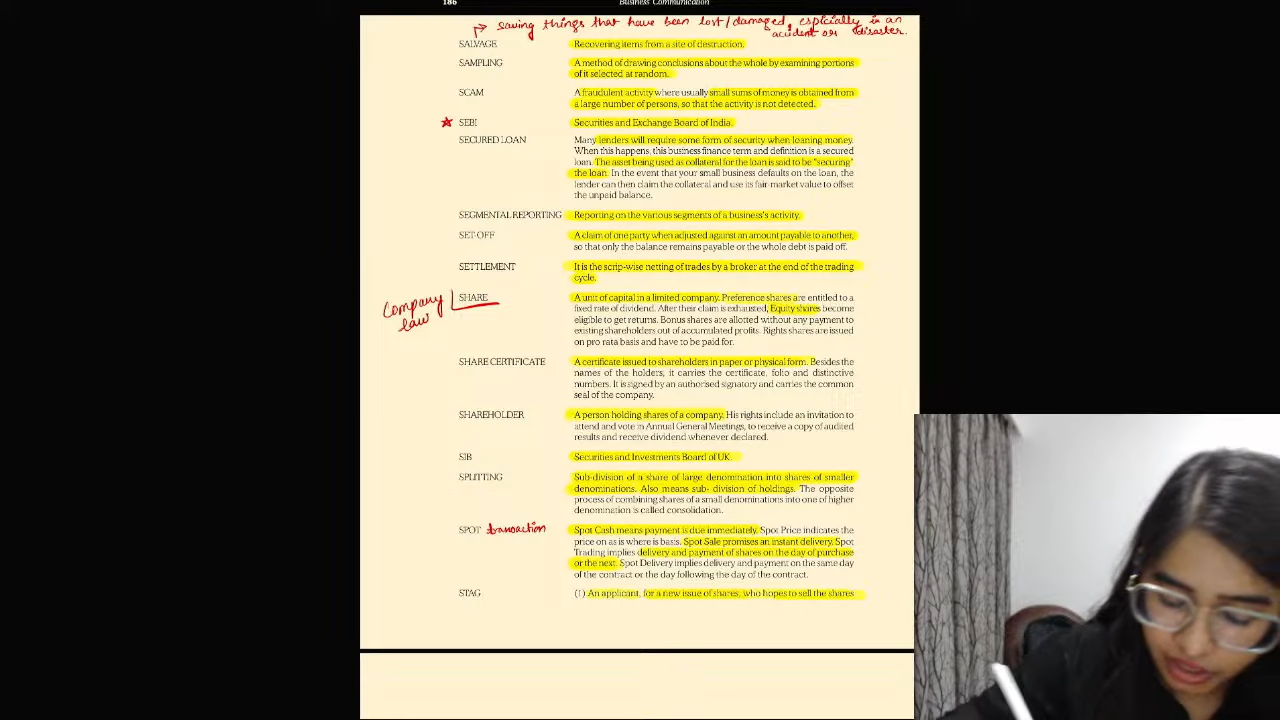 186
Business Communication
saving things that have been lost/damaged, espicially in an
accident or disaster.
SALVAGE Recovering items from a site of destruction.
SAMPLING A method of drawing conclusions about the whole by examining portions
of it selected at random.
SCAM A fraudulent activity where usually small sums of money is obtained from
a large number of persons, so that the activity is not detected.
SEBI Securities and Exchange Board of India.
SECURED LOAN Many lenders will require some form of security when loaning money.
When this happens, this business finance term and definition is a secured
loan. The asset being used as collateral for the loan is said to be "securing"
the loan. In the event that your small business defaults on the loan, the
lender can then claim the collateral and use its fair-market value to offset
the unpaid balance.
SEGMENTAL REPORTING Reporting on the various segments of a business's activity.
SET-OFF A claim of one party when adjusted against an amount payable to another,
so that only the balance remains payable or the whole debt is paid off.
SETTLEMENT It is the scrip-wise netting of trades by a broker at the end of the trading
cycle.
Company law
SHARE A unit of capital in a limited company. Preference shares are entitled to a
fixed rate of dividend. After their claim is exhausted, Equity shares become
eligible to get returns. Bonus shares are allotted without any payment to
existing shareholders out of accumulated profits. Rights shares are issued
on pro rata basis and have to be paid for.
SHARE CERTIFICATE A certificate issued to shareholders in paper or physical form. Besides the
names of the holders, it carries the certificate, folio and distinctive
numbers. It is signed by an authorised signatory and carries the common
seal of the company.
SHAREHOLDER A person holding shares of a company. His rights include an invitation to
attend and vote in Annual General Meetings, to receive a copy of audited
results and receive dividend whenever declared.
SIB Securities and Investments Board of UK.
SPLITTING Sub-division of a share of large denomination into shares of smaller
denominations. Also means sub- division of holdings. The opposite
process of combining shares of a small denominations into one of higher
denomination is called consolidation.
SPOT transaction Spot Cash means payment is due immediately. Spot Price indicates the
price on as is where is basis. Spot Sale promises an instant delivery. Spot
Trading implies delivery and payment of shares on the day of purchase
or the next. Spot Delivery implies delivery and payment on the same day
of the contract or the day following the day of the contract.
STAG (1) An applicant, for a new issue of shares, who hopes to sell the shares